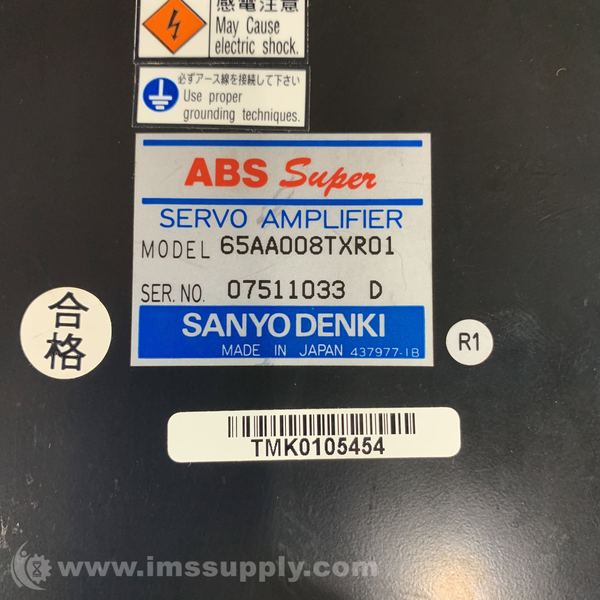 感電注意
May Cause
electric shock.
必ずアース線を接続して下さい
Use proper
grounding techniques.
ABS Super
SERVO AMPLIFIER
MODEL 65AA008TXR01
SER. NO. 07511033 D
SANYO DENKI
MADE IN JAPAN 437977-1B
合格
R1
TMK0105454
www.imssupply.com